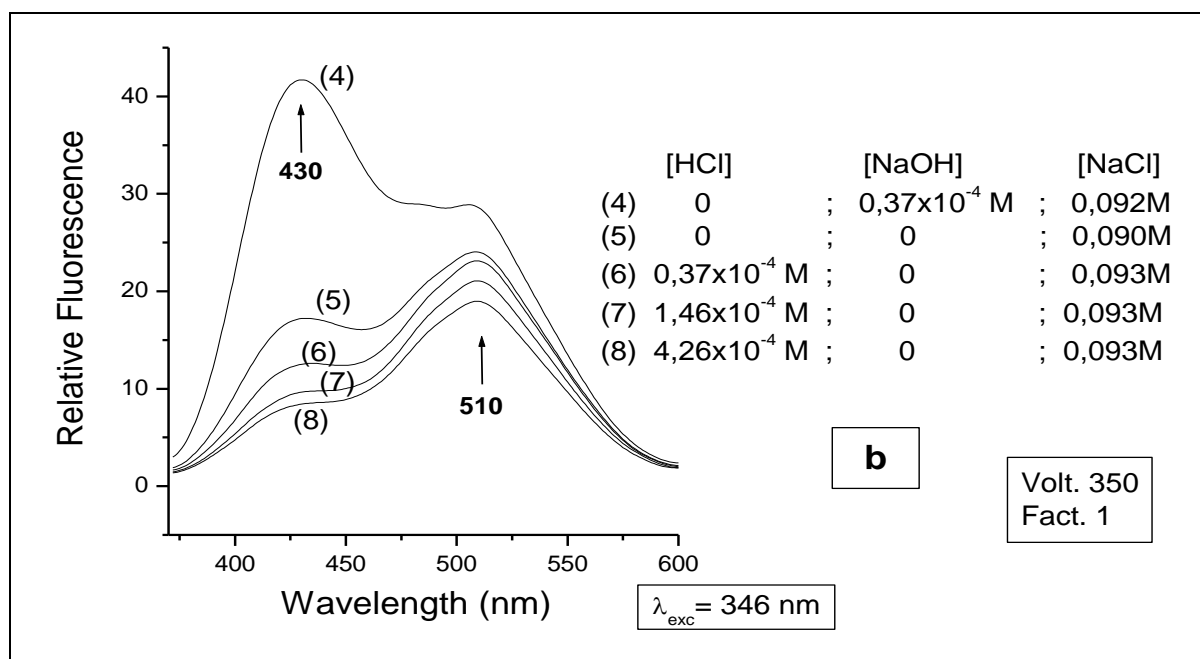 Relative Fluorescence
40
30
20
10
0
400
450
500
550
600
Wavelength (nm)
(4)
430
(5)
(6)
(7)
(8)
510
[HCl] [NaOH] [NaCl]
(4) 0 ; 0,37x10⁻⁴ M ; 0,092M
(5) 0 ; 0 ; 0,090M
(6) 0,37x10⁻⁴ M ; 0 ; 0,093M
(7) 1,46x10⁻⁴ M ; 0 ; 0,093M
(8) 4,26x10⁻⁴ M ; 0 ; 0,093M
b
Volt. 350
Fact. 1
λexc= 346 nm